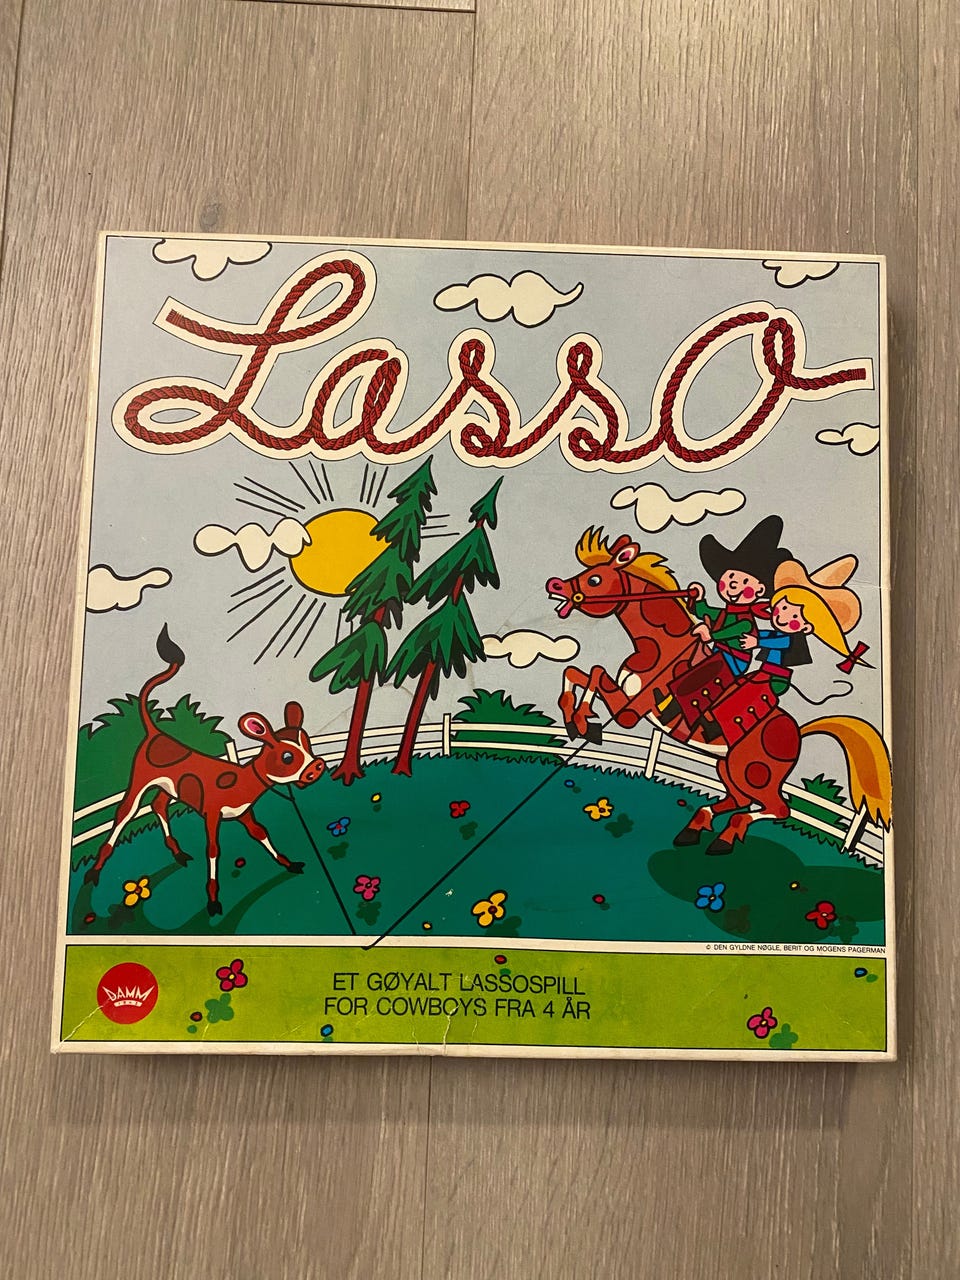 Lasso
© DEN GYLDNE NØGLE, BERIT OG MOGENS PAGERMAN
DAMM
ET GØYALT LASSOSPILL
FOR COWBOYS FRA 4 ÅR